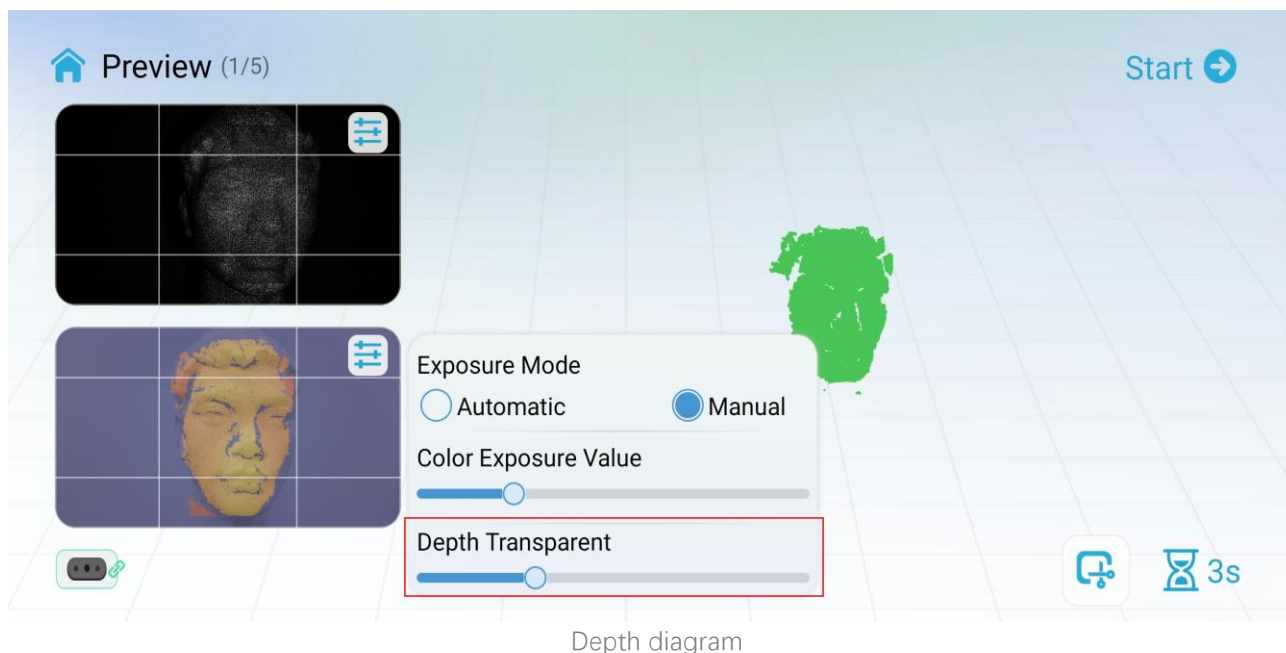 Preview (1/5)
Start
Exposure Mode
Automatic
Manual
Color Exposure Value
Depth Transparent
3s
Depth diagram